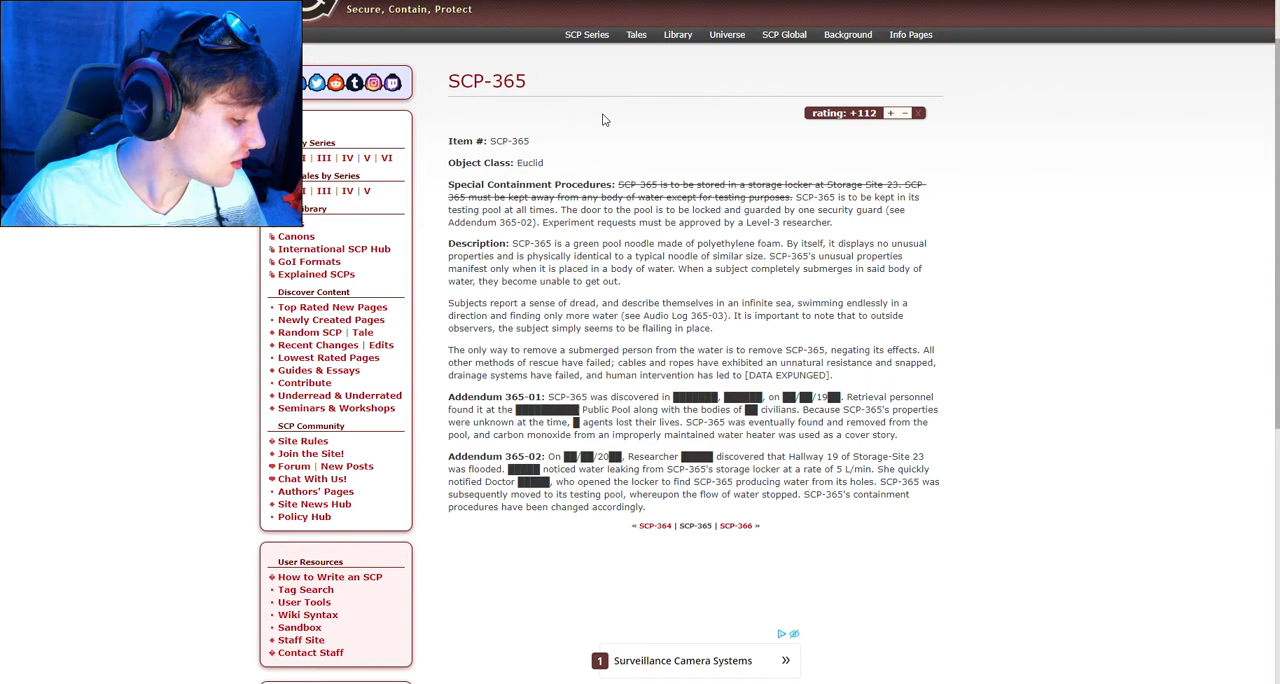 Secure, Contain, Protect
SCP Series Tales Library Universe SCP Global Background Info Pages
SCP-365
rating: +112 + – X
Item #: SCP-365
Object Class: Euclid
Special Containment Procedures: SCP-365 is to be stored in a storage locker at Storage Site 23. SCP-
365 must be kept away from any body of water except for testing purposes. SCP-365 is to be kept in its
testing pool at all times. The door to the pool is to be locked and guarded by one security guard (see
Addendum 365-02). Experiment requests must be approved by a Level-3 researcher.
Description: SCP-365 is a green pool noodle made of polyethylene foam. By itself, it displays no unusual
properties and is physically identical to a typical noodle of similar size. SCP-365's unusual properties
manifest only when it is placed in a body of water. When a subject completely submerges in said body of
water, they become unable to get out.
Subjects report a sense of dread, and describe themselves in an infinite sea, swimming endlessly in a
direction and finding only more water (see Audio Log 365-03). It is important to note that to outside
observers, the subject simply seems to be flailing in place.
The only way to remove a submerged person from the water is to remove SCP-365, negating its effects. All
other methods of rescue have failed; cables and ropes have exhibited an unnatural resistance and snapped,
drainage systems have failed, and human intervention has led to [DATA EXPUNGED].
Addendum 365-01: SCP-365 was discovered in ███████, ██████, on ██/██/19██. Retrieval personnel
found it at the ██████████ Public Pool along with the bodies of ██ civilians. Because SCP-365's properties
were unknown at the time, █ agents lost their lives. SCP-365 was eventually found and removed from the
pool, and carbon monoxide from an improperly maintained water heater was used as a cover story.
Addendum 365-02: On ██/██/20██, Researcher █████ discovered that Hallway 19 of Storage-Site 23
was flooded. █████ noticed water leaking from SCP-365's storage locker at a rate of 5 L/min. She quickly
notified Doctor █████, who opened the locker to find SCP-365 producing water from its holes. SCP-365 was
subsequently moved to its testing pool, whereupon the flow of water stopped. SCP-365's containment
procedures have been changed accordingly.
« SCP-364 | SCP-365 | SCP-366 »
y Series
I | III | IV | V | VI
ales by Series
I | III | IV | V
ibrary
Canons
International SCP Hub
GoI Formats
Explained SCPs
Discover Content
Top Rated New Pages
Newly Created Pages
Random SCP | Tale
Recent Changes | Edits
Lowest Rated Pages
Guides & Essays
Contribute
Underread & Underrated
Seminars & Workshops
SCP Community
Site Rules
Join the Site!
Forum | New Posts
Chat With Us!
Authors' Pages
Site News Hub
Policy Hub
User Resources
How to Write an SCP
Tag Search
User Tools
Wiki Syntax
Sandbox
Staff Site
Contact Staff
1 Surveillance Camera Systems »